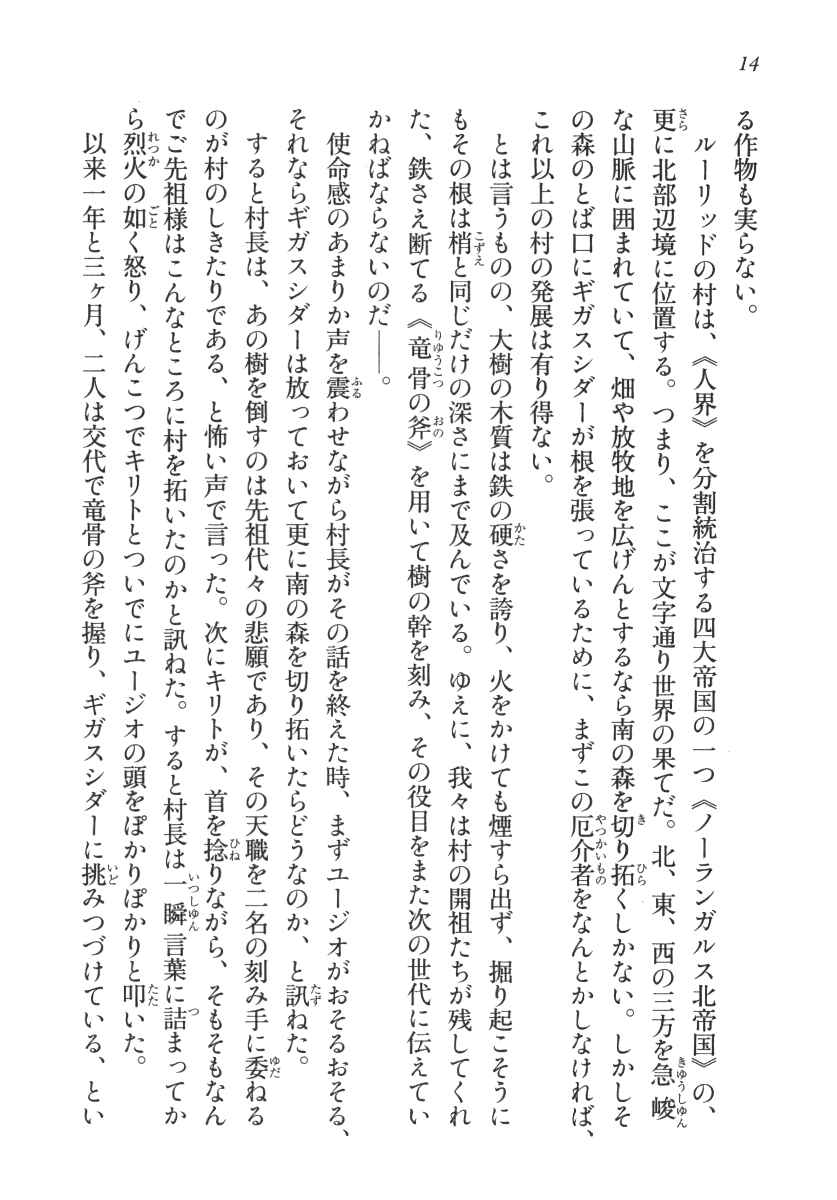 14
る作物も実らない。
　ルーリッドの村は、《人界》を分割統治する四大帝国の一つ《ノーランガルス北帝国》の、
更に北部辺境に位置する。つまり、ここが文字通り世界の果てだ。北、東、西の三方を急峻
な山脈に囲まれていて、畑や放牧地を広げんとするなら南の森を切り拓くしかない。しかしそ
の森のとば口にギガスシダーが根を張っているために、まずこの厄介者をなんとかしなければ、
これ以上の村の発展は有り得ない。
　とは言うものの、大樹の木質は鉄の硬さを誇り、火をかけても煙すら出ず、掘り起こそうに
もその根は梢と同じだけの深さにまで及んでいる。ゆえに、我々は村の開祖たちが残してくれ
た、鉄さえ断てる《竜骨の斧》を用いて樹の幹を刻み、その役目をまた次の世代に伝えてい
かねばならないのだ――。
　使命感のあまりか声を震わせながら村長がその話を終えた時、まずユージオがおそるおそる、
それならギガスシダーは放っておいて更に南の森を切り拓いたらどうなのか、と訊ねた。
　すると村長は、あの樹を倒すのは先祖代々の悲願であり、その天職を二名の刻み手に委ねる
のが村のしきたりである、と怖い声で言った。次にキリトが、首を捻りながら、そもそもなん
でご先祖様はこんなところに村を拓いたのかと訊ねた。すると村長は一瞬言葉に詰まってか
ら烈火の如く怒り、げんこつでキリトとついでにユージオの頭をぽかりぽかりと叩いた。
　以来一年と三ヶ月、二人は交代で竜骨の斧を握り、ギガスシダーに挑みつづけている、とい